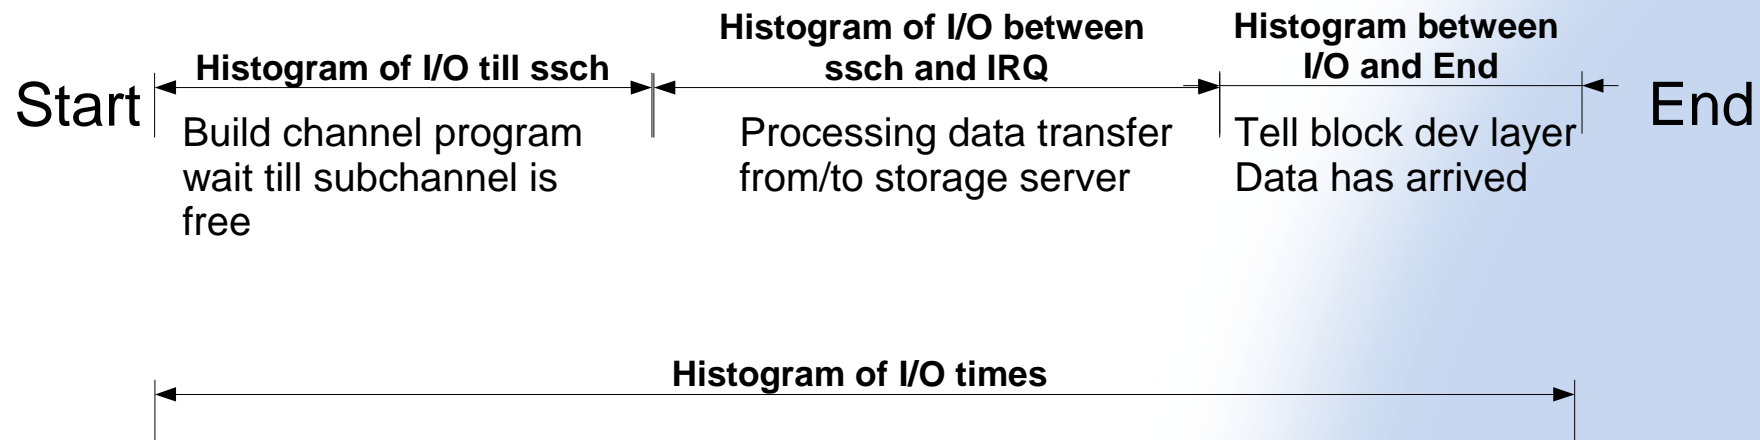 Start
Histogram of I/O till ssch
Build channel program
wait till subchannel is
free
Histogram of I/O between
ssch and IRQ
Processing data transfer
from/to storage server
Histogram between
I/O and End
Tell block dev layer
Data has arrived
End
Histogram of I/O times